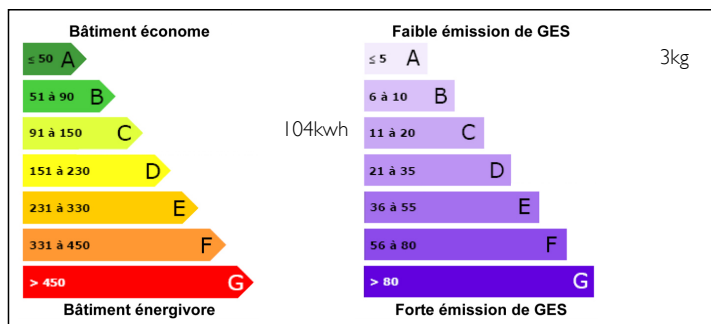 Bâtiment économe
≤ 50 A
51 à 90 B
91 à 150 C
104kwh
151 à 230 D
231 à 330 E
331 à 450 F
> 450 G
Bâtiment énergivore
Faible émission de GES
≤ 5 A
3kg
6 à 10 B
11 à 20 C
21 à 35 D
36 à 55 E
56 à 80 F
> 80 G
Forte émission de GES